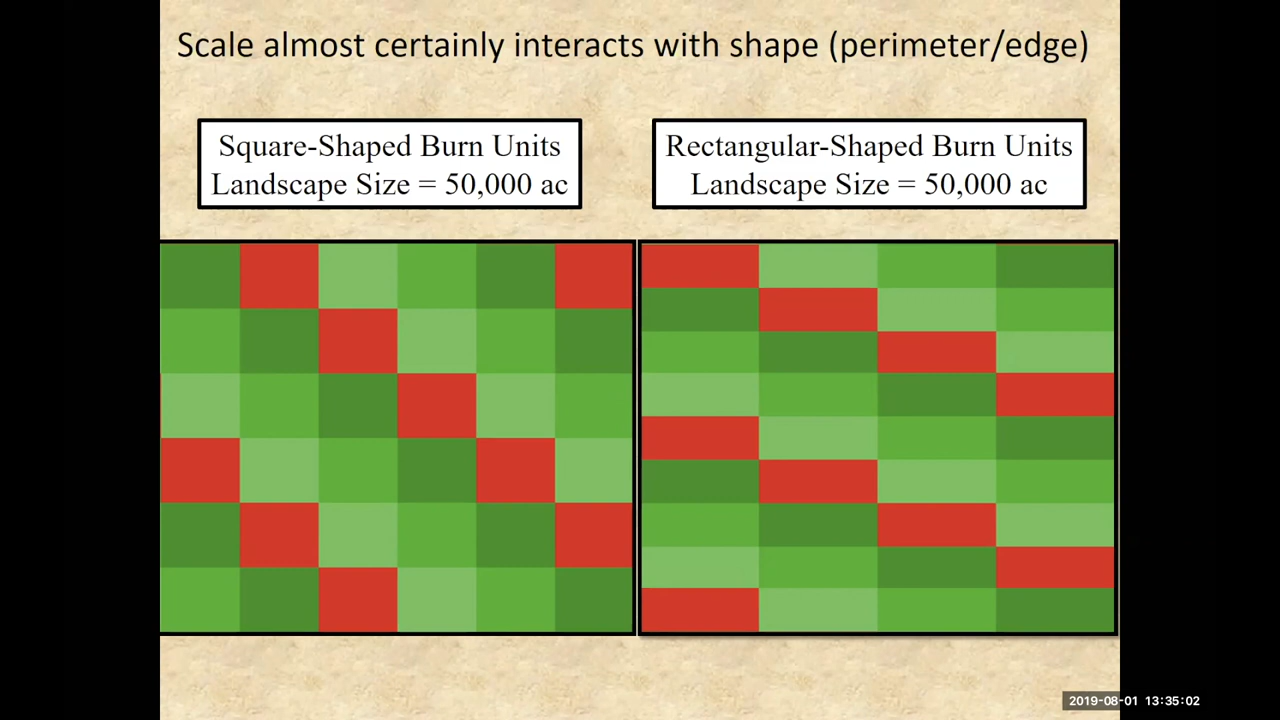 Scale almost certainly interacts with shape (perimeter/edge)
Square-Shaped Burn Units
Landscape Size = 50,000 ac
Rectangular-Shaped Burn Units
Landscape Size = 50,000 ac
2019-08-01 13:35:02